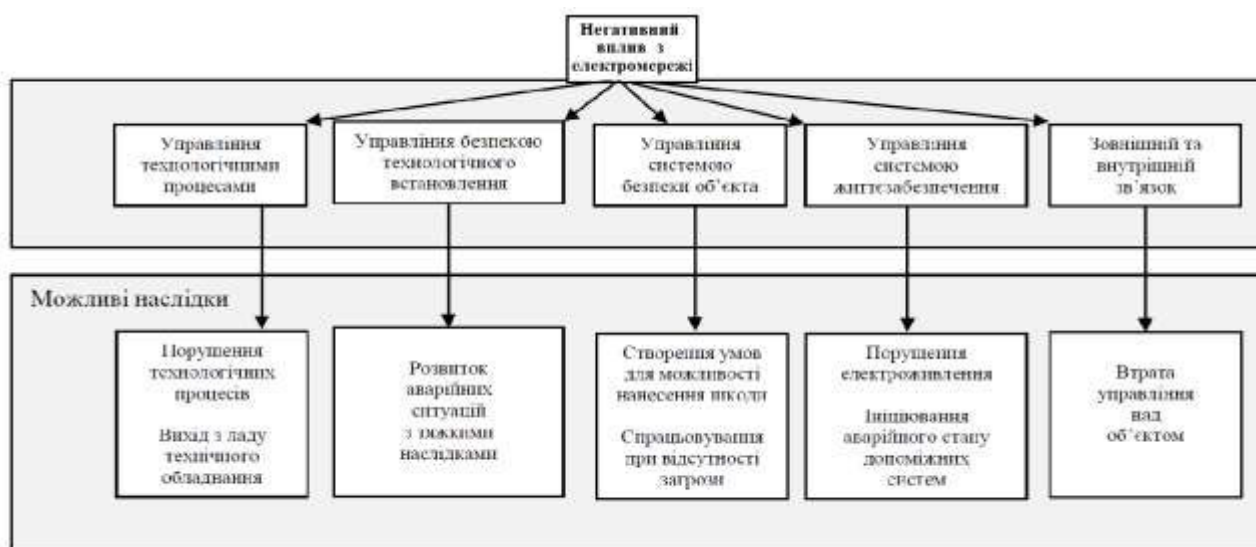 Негативний
вплив з
електромережі
Управління
технологічними
процесами
Управління безпекою
технологічного
встановлення
Управління
системою
безпеки об’єкта
Управління
системою
життєзабезпечення
Зовнішній та
внутрішній
зв’язок
Можливі наслідки
Порушення
технологічних
процесів
Вихід з ладу
технічного
обладнання
Розвиток
аварійних
ситуацій
з тяжкими
наслідками
Створення умов
для можливості
нанесення шкоди
Спрацьовування
при відсутності
загрози
Порушення
електроживлення
Ініціювання
аварійного стану
допоміжних
систем
Втрата
управління
над
об’єктом